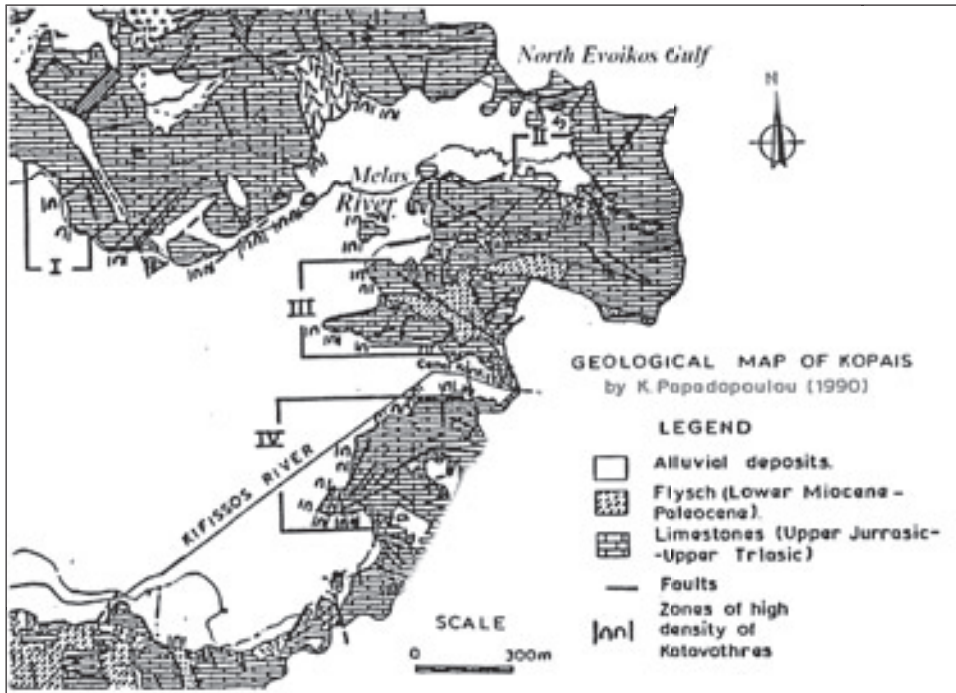 North Evoikos Gulf
N
II
Melas
River
I
III
IV
KIFISSOS RIVER
GEOLOGICAL MAP OF KOPAIS
by K. Papadopoulou (1990)
LEGEND
Alluvial deposits.
Flysch (Lower Miocene-
Paleocene).
Limestones (Upper Jurrasic-
-Upper Triasic)
Faults
Zones of high
density of
Katavothres
SCALE
0 300m